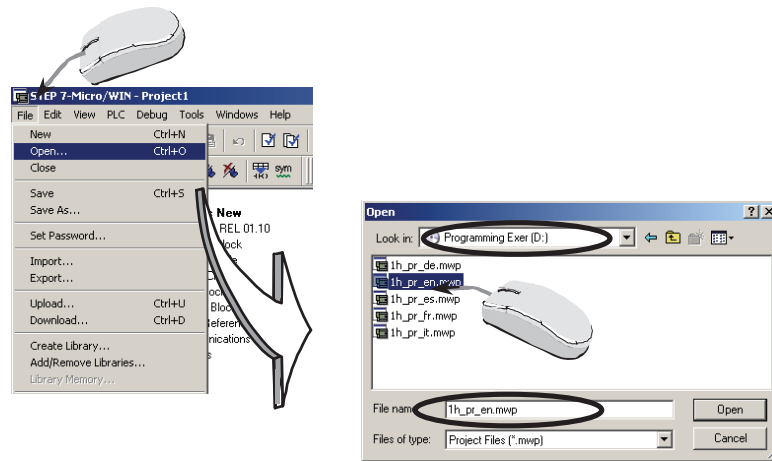 STEP 7-Micro/WIN - Project1
File Edit View PLC Debug Tools Windows Help
New Ctrl+N
Open... Ctrl+O
Close
Save Ctrl+S
Save As...
Set Password...
Import...
Export...
Upload... Ctrl+U
Download... Ctrl+D
Create Library...
Add/Remove Libraries...
Library Memory...
sym
New
REL 01.10
Open
Look in: Programming Exer (D:)
1h_pr_de.mwp
1h_pr_en.mwp
1h_pr_es.mwp
1h_pr_fr.mwp
1h_pr_it.mwp
File name 1h_pr_en.mwp Open
Files of type: Project Files (*.mwp) Cancel